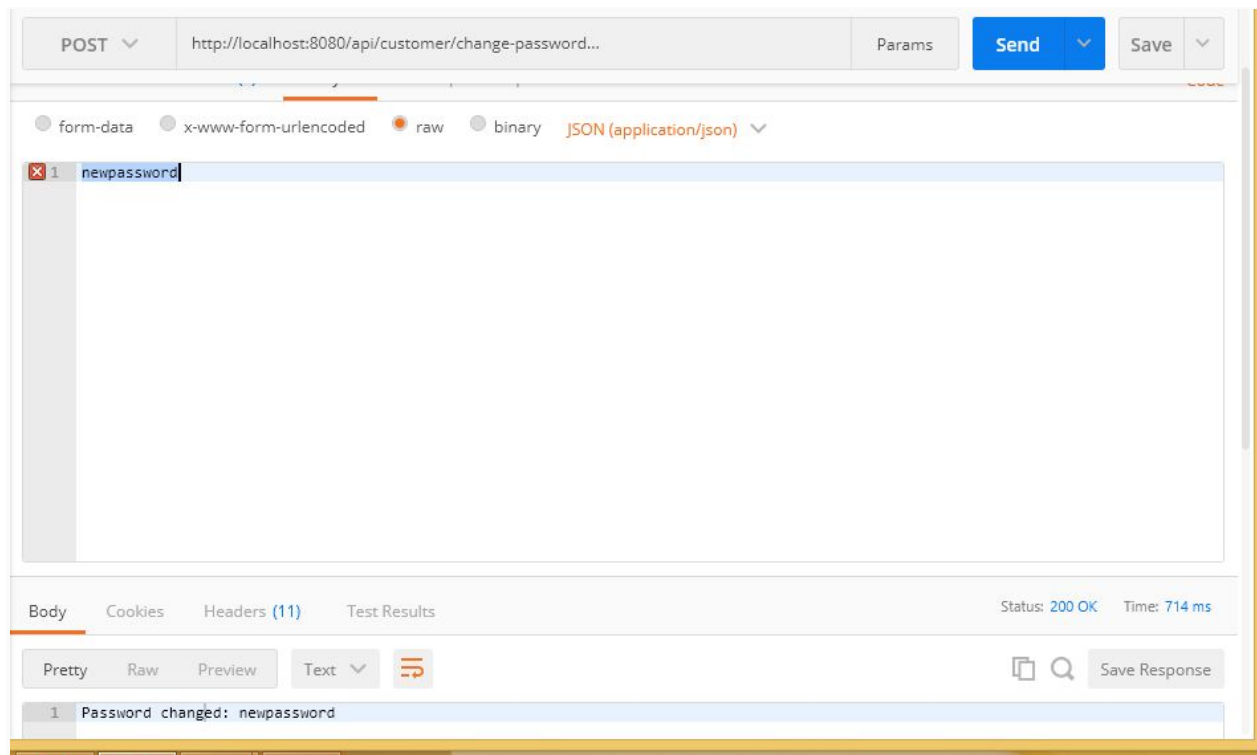 POST http://localhost:8080/api/customer/change-password... Params Send Save
form-data x-www-form-urlencoded raw binary JSON (application/json)
1 newpassword
Body Cookies Headers (11) Test Results Status: 200 OK Time: 714 ms
Pretty Raw Preview Text Save Response
1 Password changed: newpassword